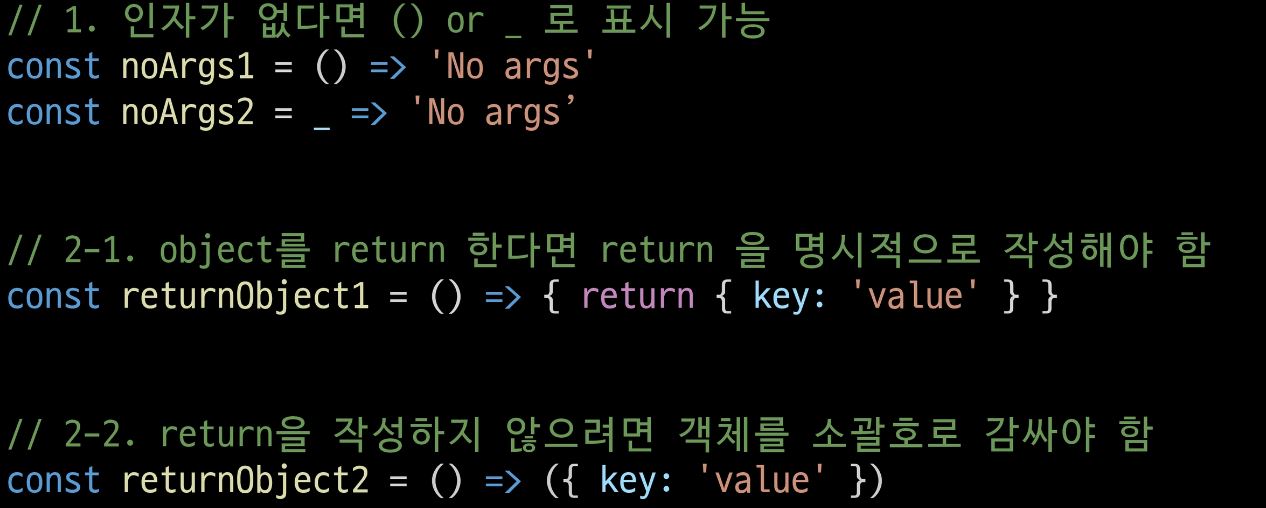 // 1. 인자가 없다면 () or _ 로 표시 가능
const noArgs1 = () => 'No args'
const noArgs2 = _ => 'No args’
// 2-1. object를 return 한다면 return 을 명시적으로 작성해야 함
const returnObject1 = () => { return { key: 'value' } }
// 2-2. return을 작성하지 않으려면 객체를 소괄호로 감싸야 함
const returnObject2 = () => ({ key: 'value' })